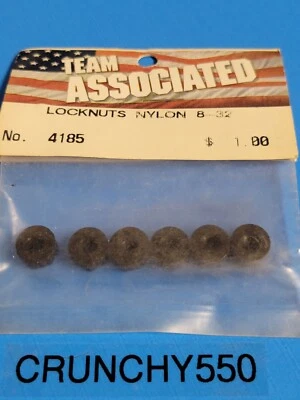 TEAM
ASSOCIATED
LOCKNUTS NYLON 8-32
No. 4185 $ 1.00
CRUNCHY550